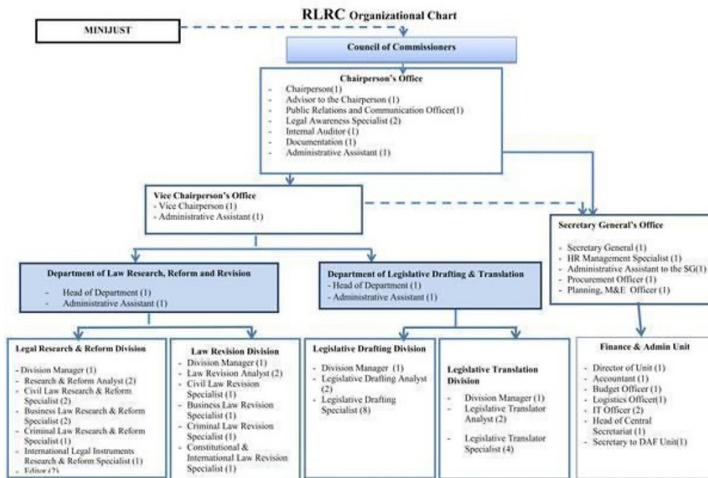 RLRC Organizational Chart
MINIJUST
Council of Commissioners
Chairperson's Office
- Chairperson(1)
- Advisor to the Chairperson (1)
- Public Relations and Communication Officer(1)
- Legal Awareness Specialist (2)
- Internal Auditor (1)
- Documentation (1)
- Administrative Assistant (1)
Vice Chairperson's Office
- Vice Chairperson (1)
- Administrative Assistant (1)
Secretary General's Office
- Secretary General (1)
- HR Management Specialist (1)
- Administrative Assistant to the SG(1)
- Procurement Officer (1)
- Planning, M&E Officer (1)
Department of Law Research, Reform and Revision
- Head of Department (1)
- Administrative Assistant (1)
Department of Legislative Drafting & Translation
- Head of Department (1)
- Administrative Assistant (1)
Legal Research & Reform Division
- Division Manager (1)
- Research & Reform Analyst (2)
- Civil Law Research & Reform
Specialist (2)
- Business Law Research & Reform
Specialist (2)
- Criminal Law Research & Reform
Specialist (1)
- International Legal Instruments
Research & Reform Specialist (1)
- Editor (2)
Law Revision Division
- Division Manager (1)
- Law Revision Analyst (2)
- Civil Law Revision
Specialist (1)
- Business Law Revision
Specialist (1)
- Criminal Law Revision
Specialist (1)
- Constitutional &
International Law Revision
Specialist (1)
Legislative Drafting Division
- Division Manager (1)
- Legislative Drafting Analyst
(2)
- Legislative Drafting
Specialist (8)
Legislative Translation
Division
- Division Manager (1)
- Legislative Translator
Analyst (2)
- Legislative Translator
Specialist (4)
Finance & Admin Unit
- Director of Unit (1)
- Accountant (1)
- Budget Officer (1)
- Logistics Officer(1)
- IT Officer (2)
- Head of Central
Secretariat (1)
- Secretary to DAF Unit(1)